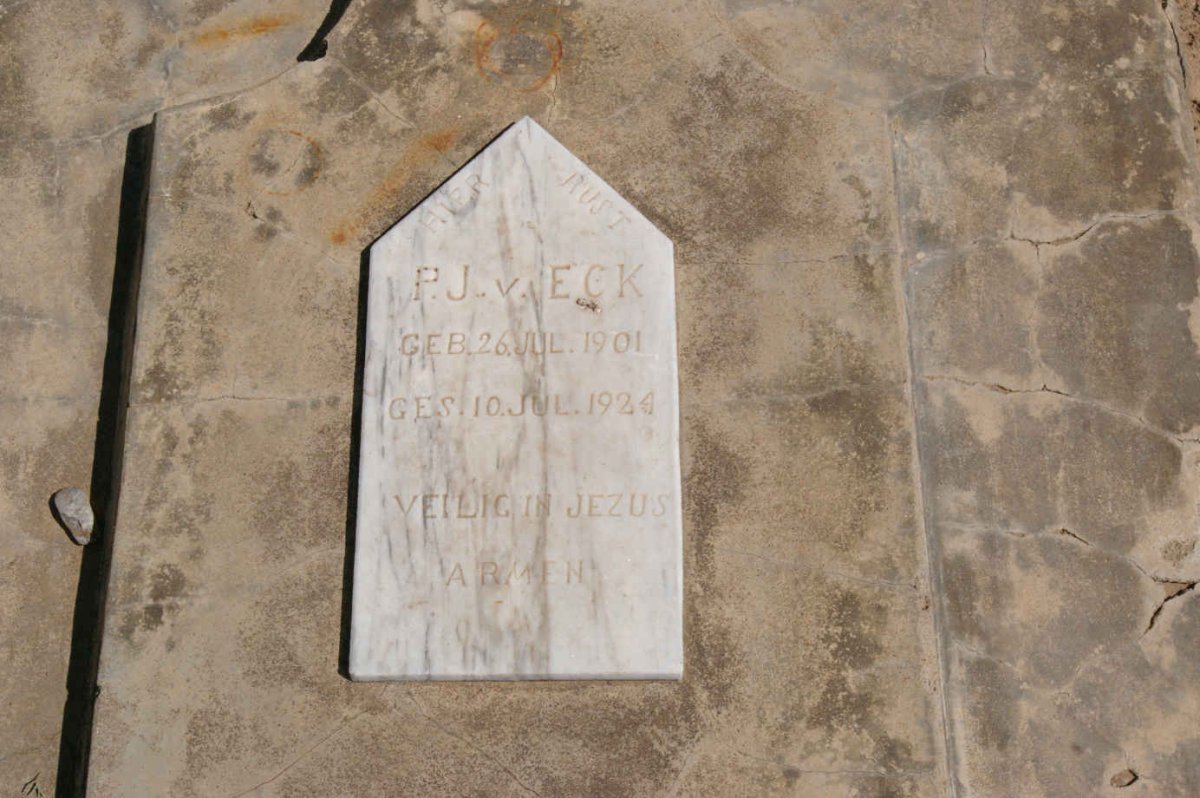 HIER RUST
P.J. v. ECK
GEB. 26. JUL. 1901
GES. 10. JUL. 1924
VEILIG IN JEZUS
ARMEN